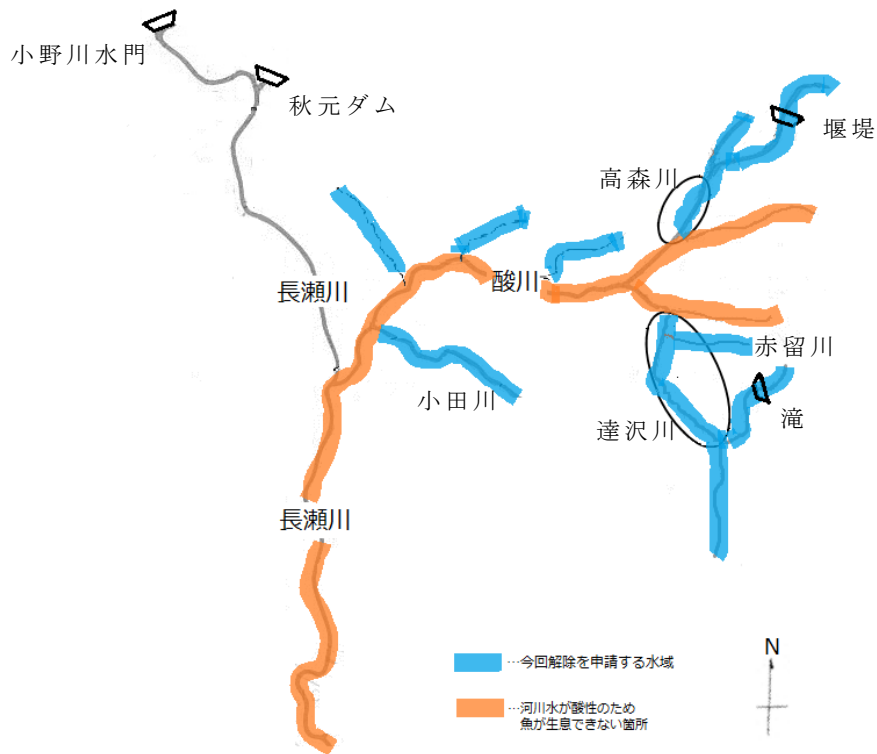 小野川水門
秋元ダム
堰堤
高森川
酸川
長瀬川
赤留川
小田川
滝
達沢川
長瀬川
N
…今回解除を申請する水域
…河川水が酸性のため
魚が生息できない箇所